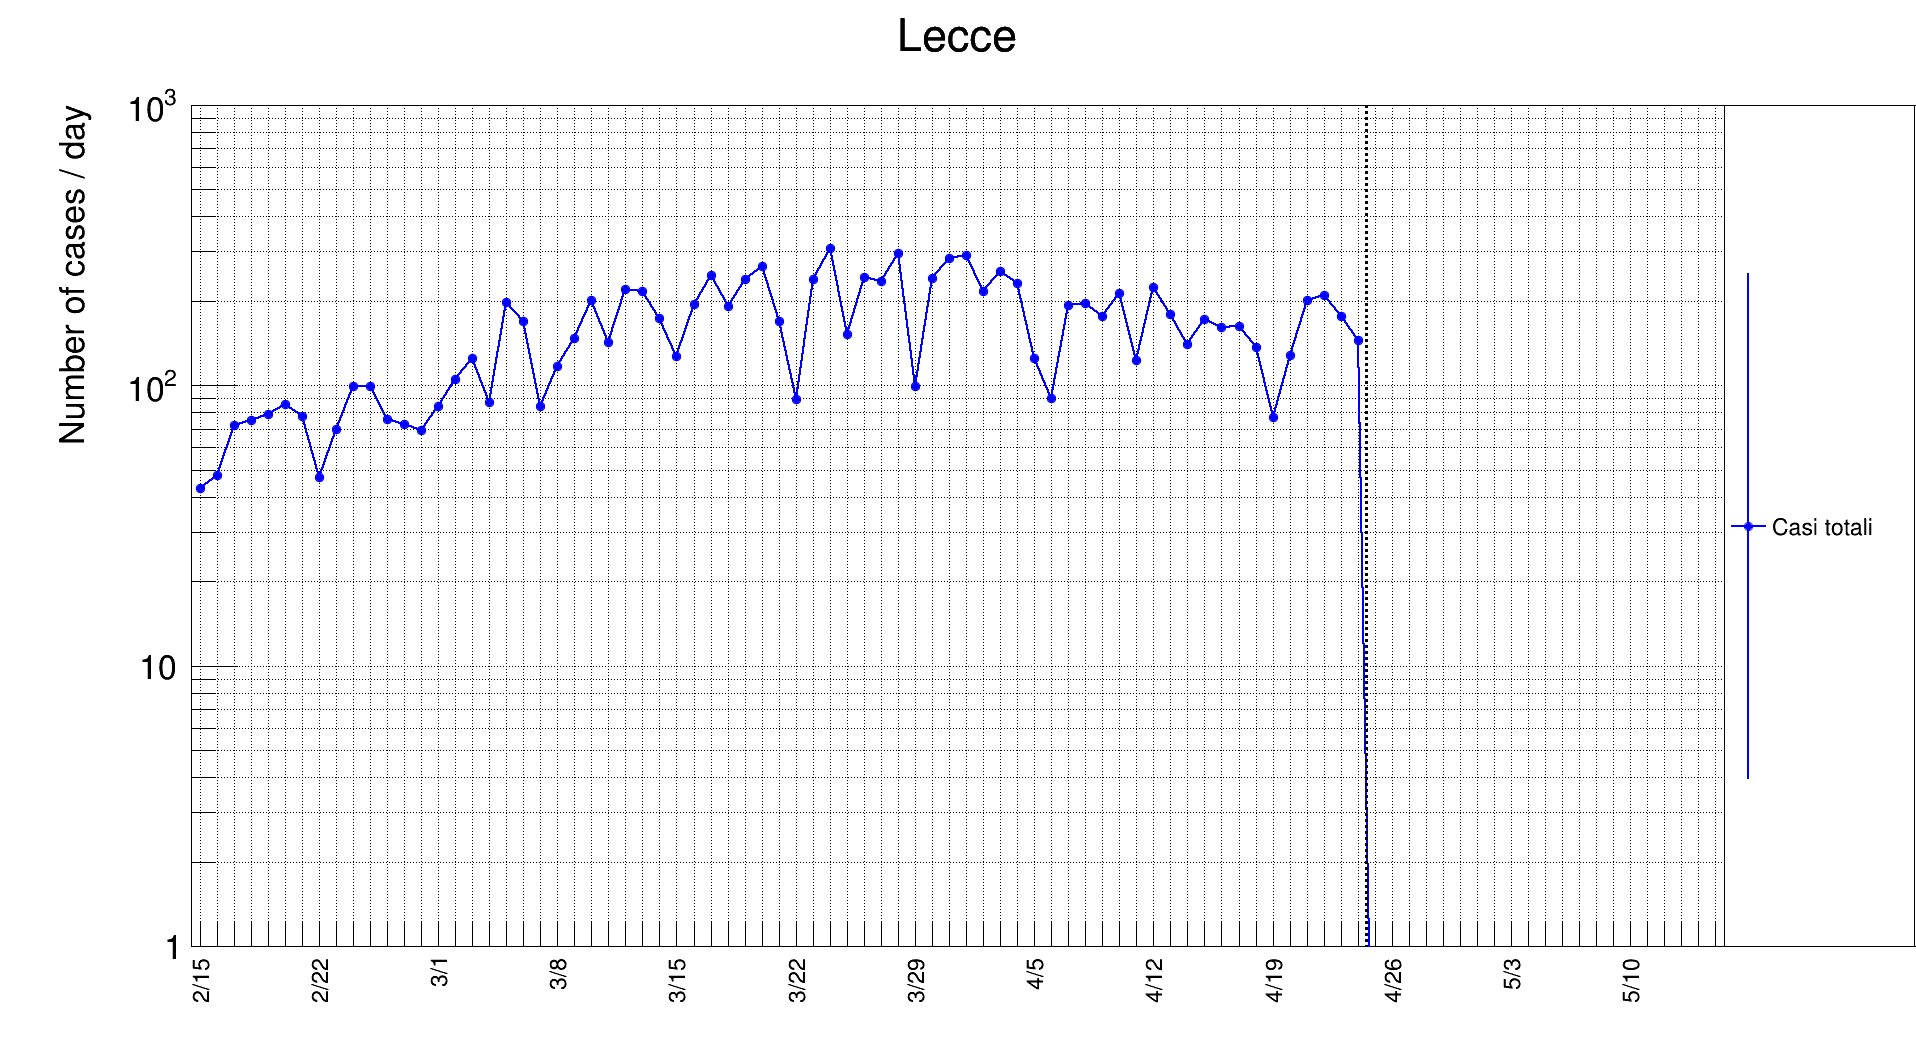 Lecce
Number of cases / day
10³
10²
10
1
2/15 2/22 3/1 3/8 3/15 3/22 3/29 4/5 4/12 4/19 4/26 5/3 5/10
Casi totali